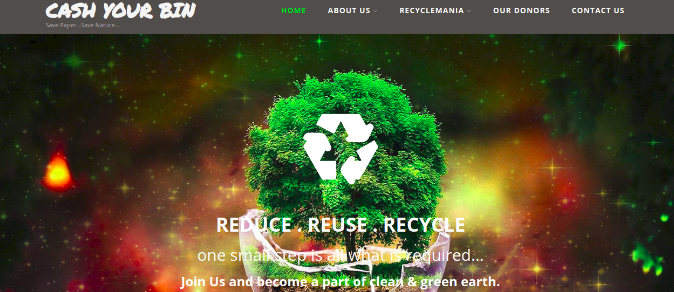 CASH YOUR BIN
Save Paper , Save Nature...
HOME ABOUT US RECYCLEMANIA OUR DONORS CONTACT US
REDUCE . REUSE . RECYCLE
one small step is all what is required...
Join Us and become a part of clean & green earth.